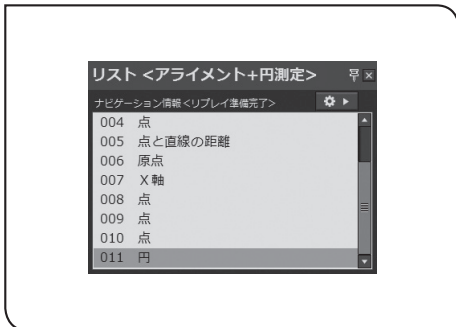 リスト <アライメント+円測定>
ナビゲーション情報<リプレイ準備完了>
004 点
005 点と直線の距離
006 原点
007 X軸
008 点
009 点
010 点
011 円